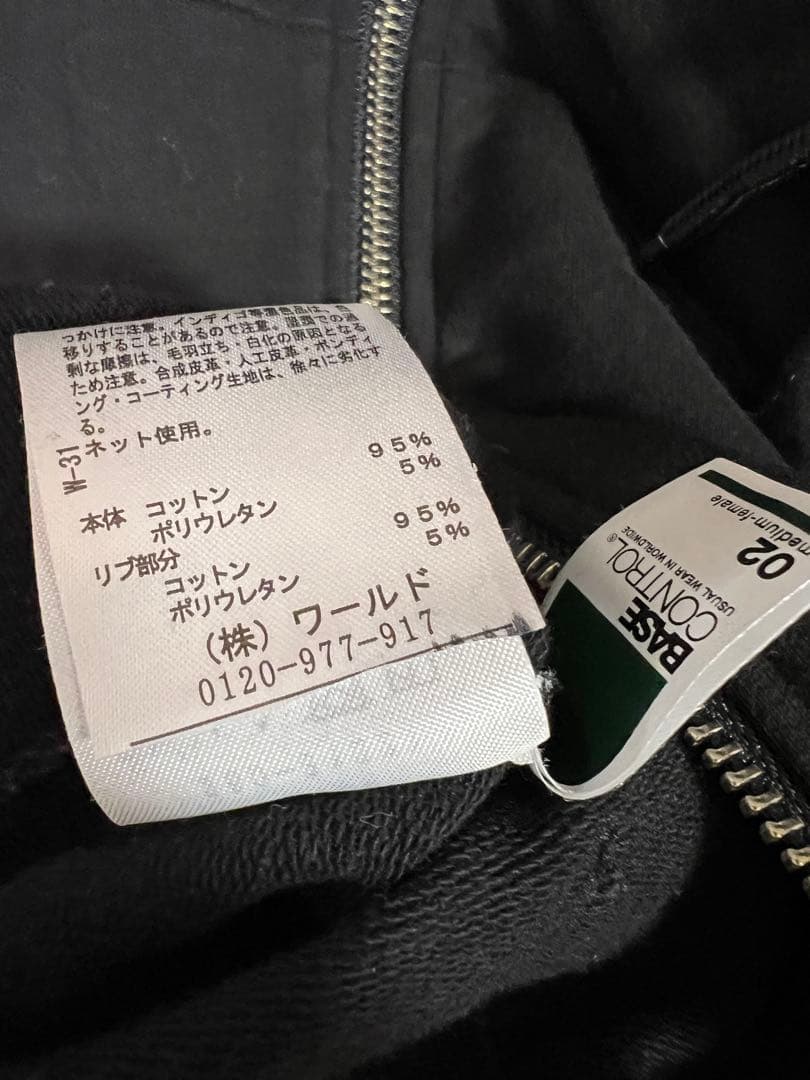 っかけに注意。インディゴ等濃色品は、色
移りすることがあるので注意。着用での過
剰な摩擦は、毛羽立ち・白化の原因となる
ため注意。合成皮革・人工皮革・ボンディ
ング・コーティング生地は、徐々に劣化す
る。
ネット使用。
W-31
本体 コットン 95%
ポリウレタン 5%
リブ部分
コットン 95%
ポリウレタン 5%
(株) ワールド
0120-977-917
BASE
CONTROL®
USUAL WEAR IN WORLDWIDE
02
medium-female